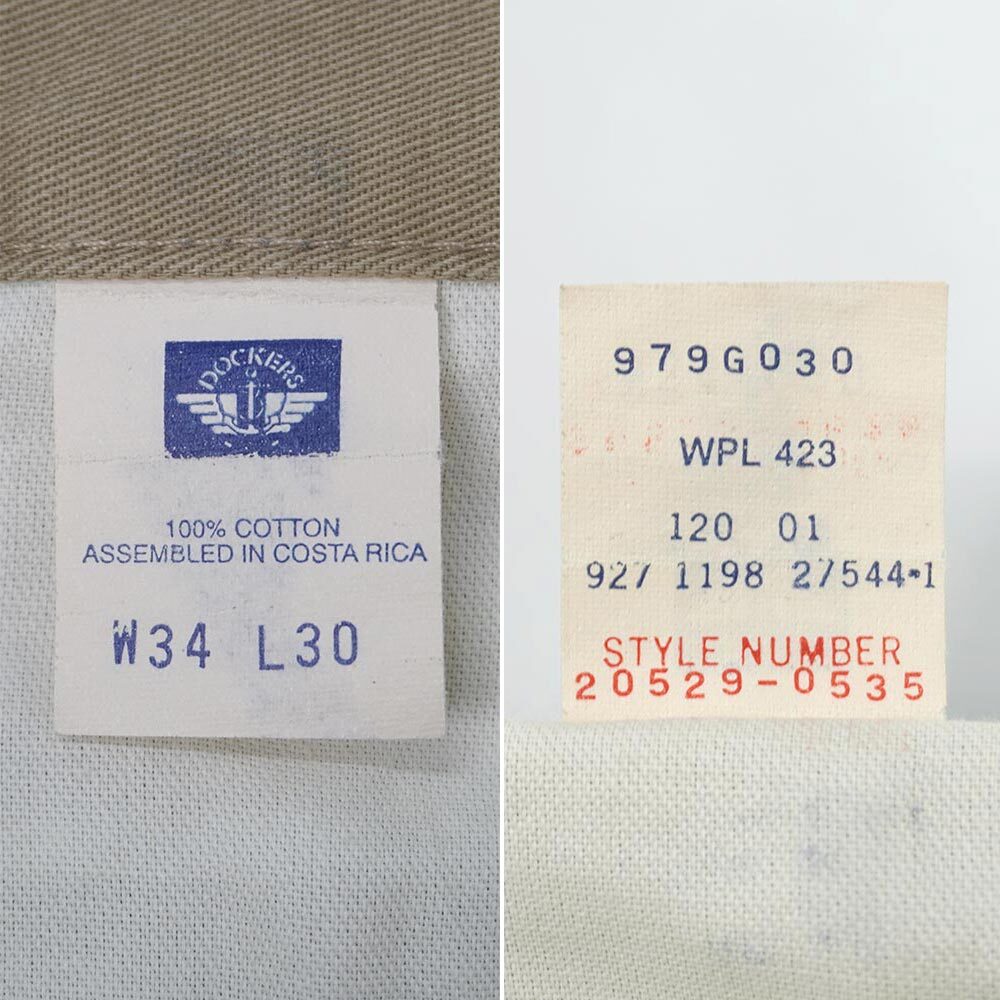 DOCKERS
100% COTTON
ASSEMBLED IN COSTA RICA
W34 L30
979G030
WPL 423
120 01
927 1198 27544*1
STYLE NUMBER
20529-0535